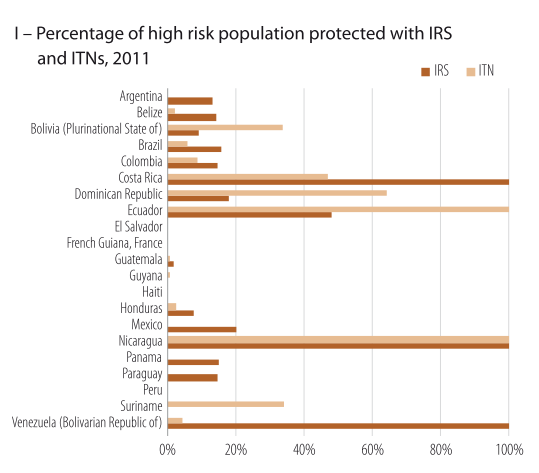 I – Percentage of high risk population protected with IRS
and ITNs, 2011
IRS ITN
Argentina
Belize
Bolivia (Plurinational State of)
Brazil
Colombia
Costa Rica
Dominican Republic
Ecuador
El Salvador
French Guiana, France
Guatemala
Guyana
Haiti
Honduras
Mexico
Nicaragua
Panama
Paraguay
Peru
Suriname
Venezuela (Bolivarian Republic of)
0% 20% 40% 60% 80% 100%